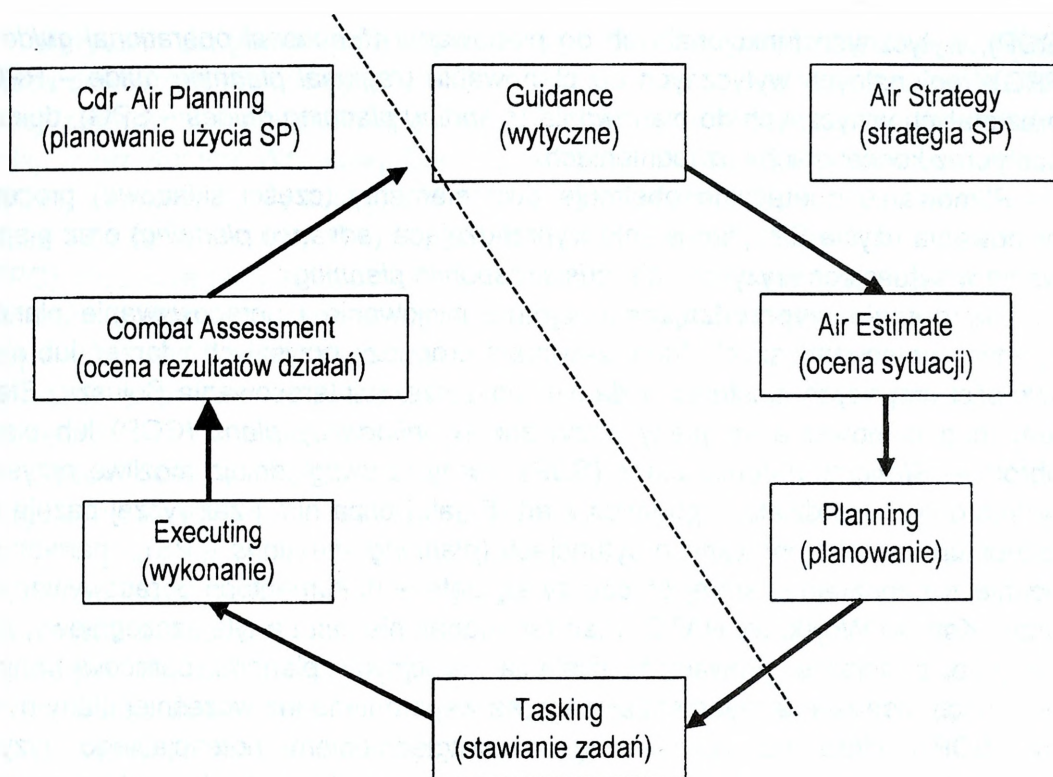 Cdr. Air Planning
(planowanie użycia SP)
Guidance
(wytyczne)
Air Strategy
(strategia SP)
Combat Assessment
(ocena rezultatów działań)
Air Estimate
(ocena sytuacji)
Executing
(wykonanie)
Planning
(planowanie)
Tasking
(stawianie zadań)